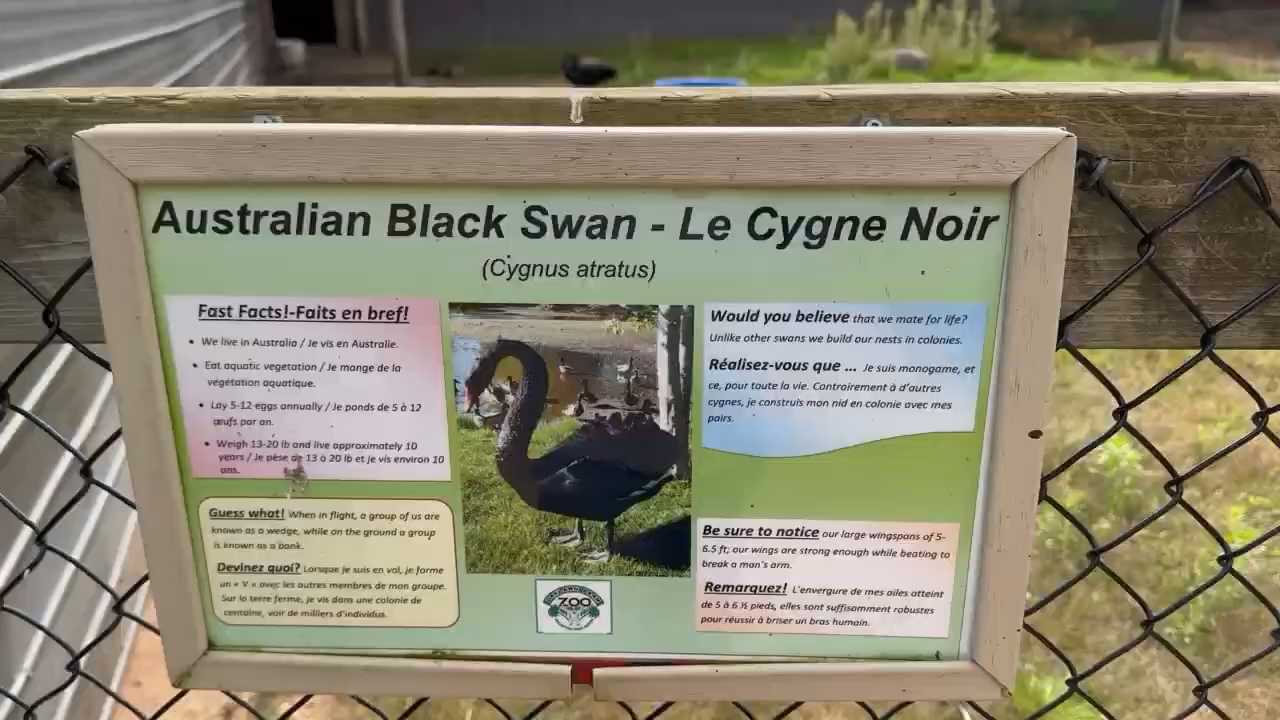 Australian Black Swan - Le Cygne Noir
(Cygnus atratus)
Fast Facts!-Faits en bref!
• We live in Australia / Je vis en Australie.
• Eat aquatic vegetation / Je mange de la
végétation aquatique.
• Lay 5-12 eggs annually / Je ponds de 5 à 12
œufs par an.
• Weigh 13-20 lb and live approximately 10
years / Je pèse de 13 à 20 lb et je vis environ 10
ans.
Guess what! When in flight, a group of us are
known as a wedge, while on the ground a group
is known as a bank.
Devinez quoi? Lorsque je suis en vol, je forme
un « V » avec les autres membres de mon groupe.
Sur la terre ferme, je vis dans une colonie de
centaine, voir de milliers d'individus.
ZOO
Would you believe that we mate for life?
Unlike other swans we build our nests in colonies.
Réalisez-vous que ... Je suis monogame, et
ce, pour toute la vie. Contrairement à d'autres
cygnes, je construis mon nid en colonie avec mes
pairs.
Be sure to notice our large wingspans of 5-
6.5 ft; our wings are strong enough while beating to
break a man's arm.
Remarquez! L'envergure de mes ailes atteint
de 5 à 6 ½ pieds, elles sont suffisamment robustes
pour réussir à briser un bras humain.